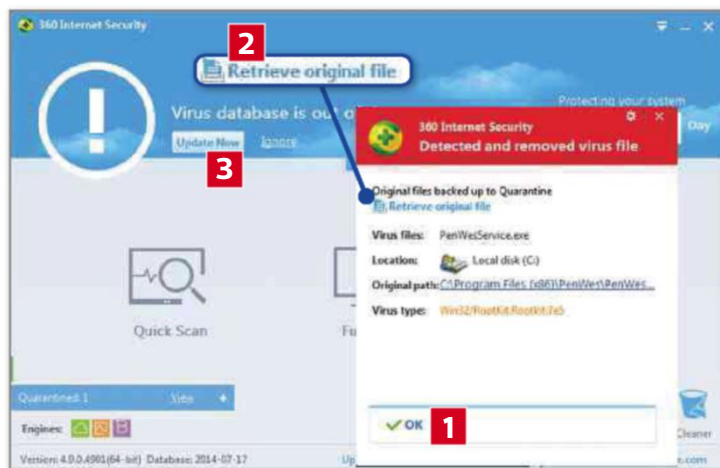 360 Internet Security
2
Retrieve original file
Virus database is out o
Protecting your system
Day
Update Now
Ignore
3
360 Internet Security
Detected and removed virus file
Original files backed up to Quarantine
Retrieve original file
Virus files: PenWesService.exe
Location: Local disk (C:)
Original path: C:\Program Files (x86)\PenWes\PenWes...
Virus type: Win32/RootKit.Rootkit.7e5
Quick Scan
Fu
Quarantined: 1
View
Engines:
OK
1
Cleaner
Version: 4.9.0.4901(64-bit) Database: 2014-07-17
Up
e.com